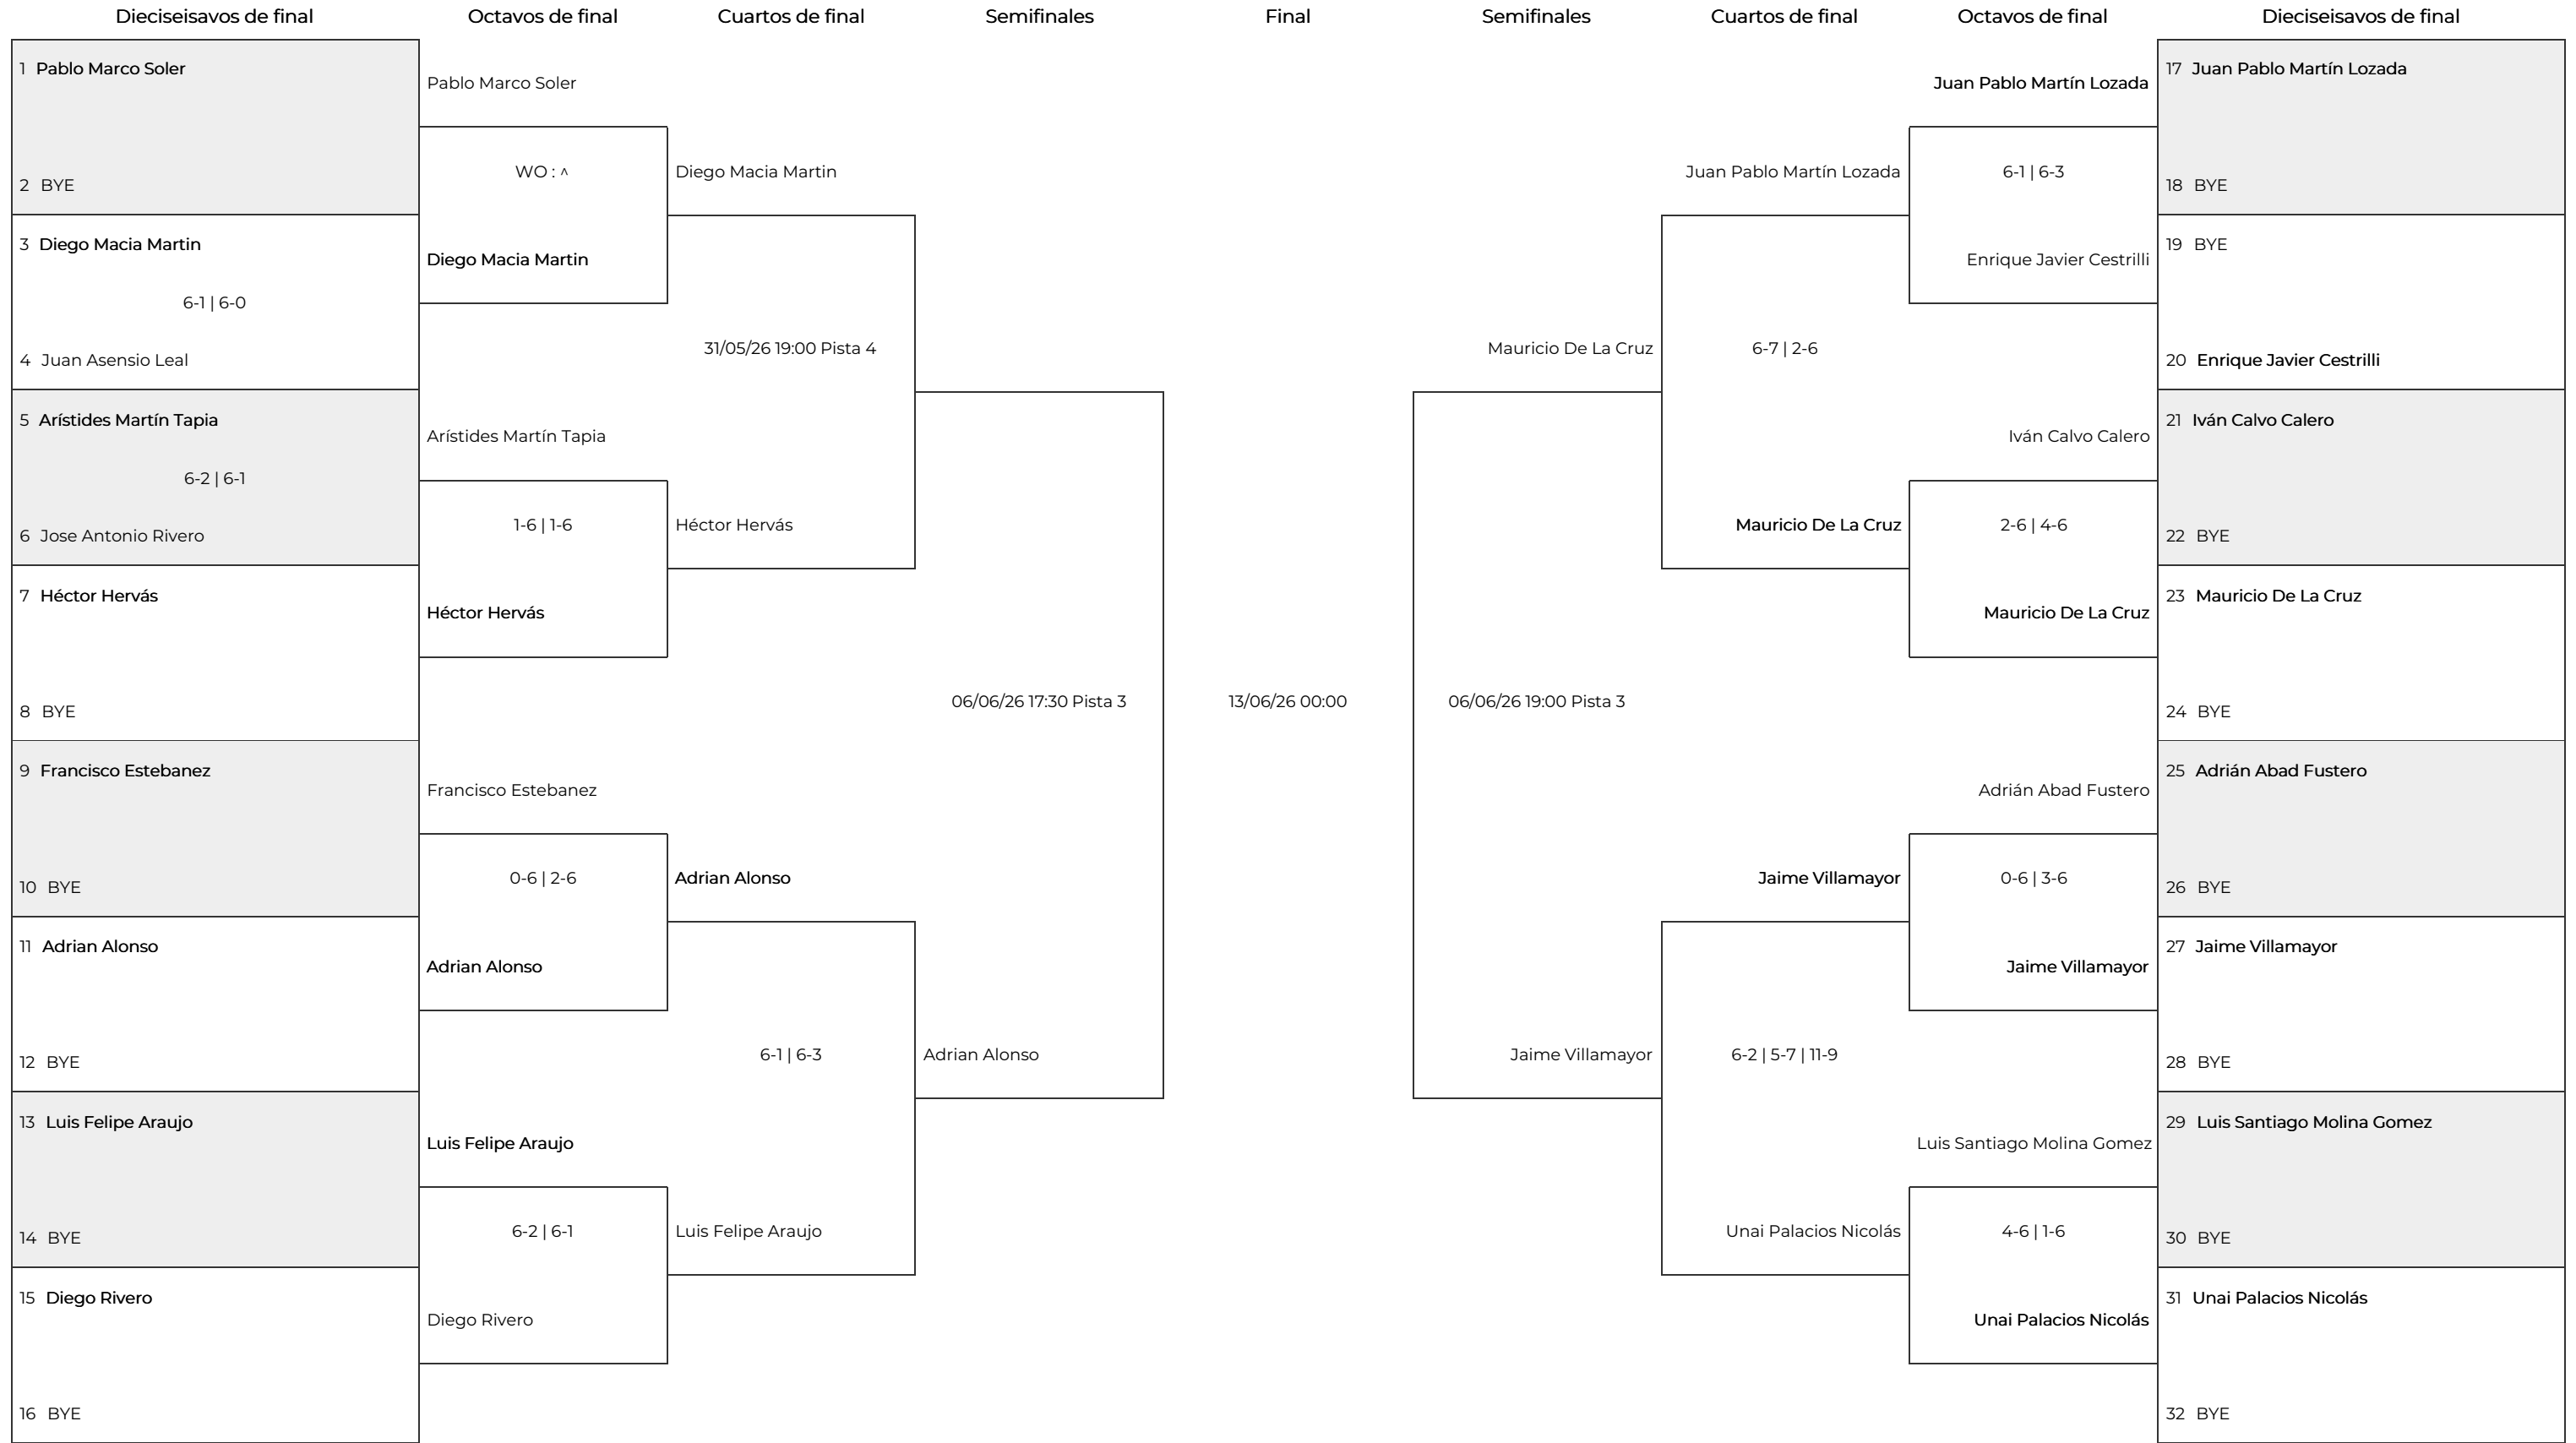 Dieciseisavos de final
Octavos de final
Cuartos de final
Semifinales
Final
Semifinales
Cuartos de final
Octavos de final
Dieciseisavos de final
1 Pablo Marco Soler
2 BYE
3 Diego Macia Martin
6-1 | 6-0
4 Juan Asensio Leal
5 Arístides Martín Tapia
6-2 | 6-1
6 Jose Antonio Rivero
7 Héctor Hervás
8 BYE
9 Francisco Estebanez
10 BYE
11 Adrian Alonso
12 BYE
13 Luis Felipe Araujo
14 BYE
15 Diego Rivero
16 BYE
Pablo Marco Soler
WO : ^
Diego Macia Martin
Arístides Martín Tapia
1-6 | 1-6
Héctor Hervás
Francisco Estebanez
0-6 | 2-6
Adrian Alonso
Luis Felipe Araujo
6-2 | 6-1
Diego Rivero
Diego Macia Martin
31/05/26 19:00 Pista 4
Héctor Hervás
Adrian Alonso
6-1 | 6-3
Luis Felipe Araujo
06/06/26 17:30 Pista 3
Adrian Alonso
13/06/26 00:00
Mauricio De La Cruz
06/06/26 19:00 Pista 3
Jaime Villamayor
Juan Pablo Martín Lozada
6-7 | 2-6
Mauricio De La Cruz
Jaime Villamayor
6-2 | 5-7 | 11-9
Unai Palacios Nicolás
Juan Pablo Martín Lozada
6-1 | 6-3
Enrique Javier Cestrilli
Iván Calvo Calero
2-6 | 4-6
Mauricio De La Cruz
Adrián Abad Fustero
0-6 | 3-6
Jaime Villamayor
Luis Santiago Molina Gomez
4-6 | 1-6
Unai Palacios Nicolás
17 Juan Pablo Martín Lozada
18 BYE
19 BYE
20 Enrique Javier Cestrilli
21 Iván Calvo Calero
22 BYE
23 Mauricio De La Cruz
24 BYE
25 Adrián Abad Fustero
26 BYE
27 Jaime Villamayor
28 BYE
29 Luis Santiago Molina Gomez
30 BYE
31 Unai Palacios Nicolás
32 BYE